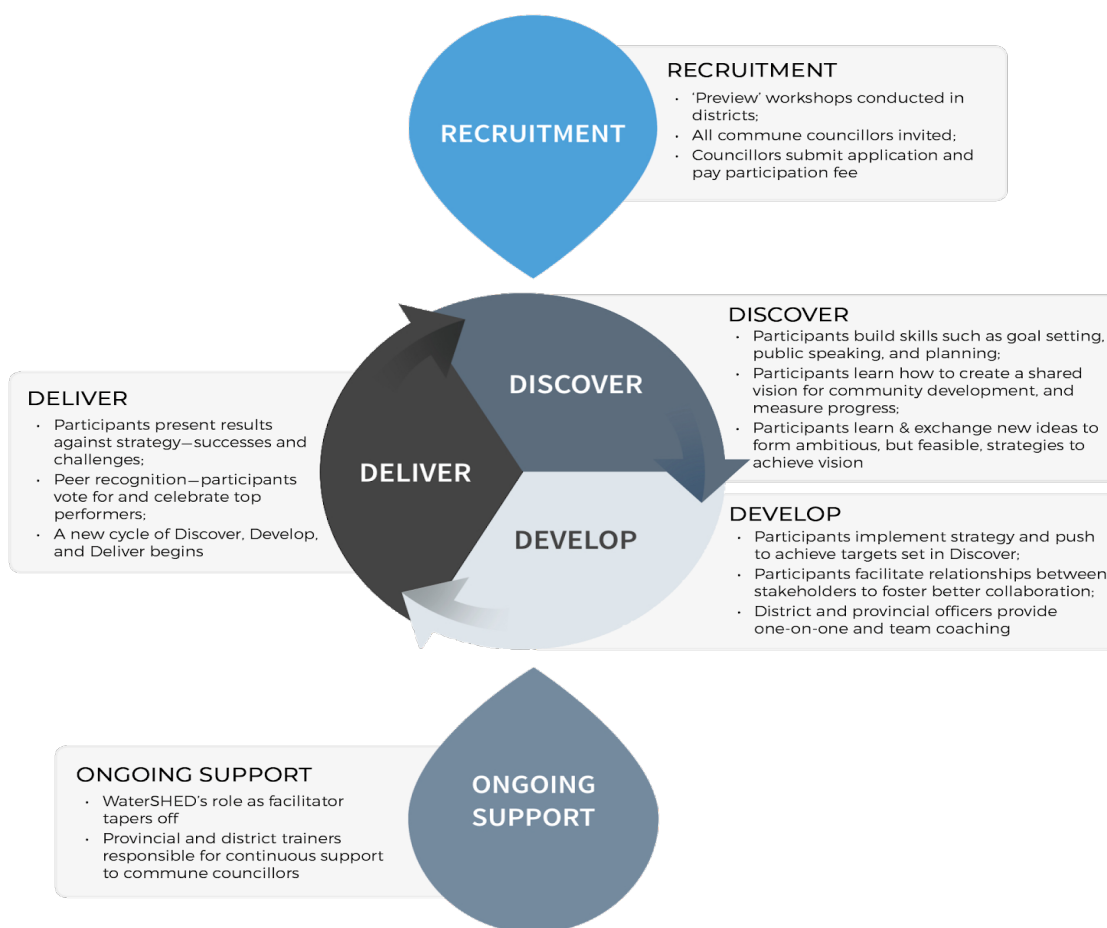 RECRUITMENT
RECRUITMENT
• 'Preview' workshops conducted in
districts;
• All commune councillors invited;
• Councillors submit application and
pay participation fee
DISCOVER
DISCOVER
• Participants build skills such as goal setting,
public speaking, and planning;
• Participants learn how to create a shared
vision for community development, and
measure progress;
• Participants learn & exchange new ideas to
form ambitious, but feasible, strategies to
achieve vision
DELIVER
• Participants present results
against strategy—successes and
challenges;
• Peer recognition—participants
vote for and celebrate top
performers;
• A new cycle of Discover, Develop,
and Deliver begins
DELIVER
DEVELOP
DEVELOP
• Participants implement strategy and push
to achieve targets set in Discover;
• Participants facilitate relationships between
stakeholders to foster better collaboration;
• District and provincial officers provide
one-on-one and team coaching
ONGOING SUPPORT
• WaterSHED's role as facilitator
tapers off
• Provincial and district trainers
responsible for continuous support
to commune councillors
ONGOING
SUPPORT